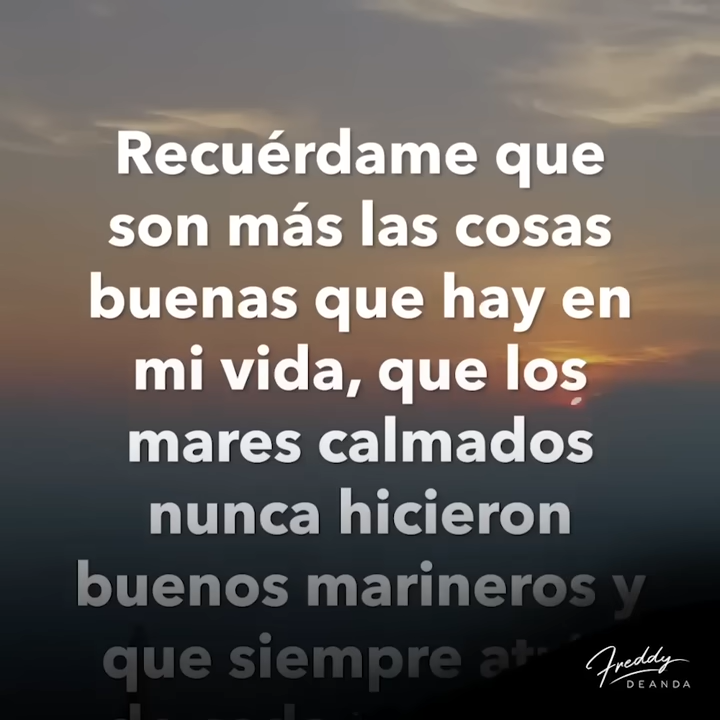 Recuérdame que
son más las cosas
buenas que hay en
mi vida, que los
mares calmados
nunca hicieron
buenos marineros y
que siempre
Freddy
DEANDA